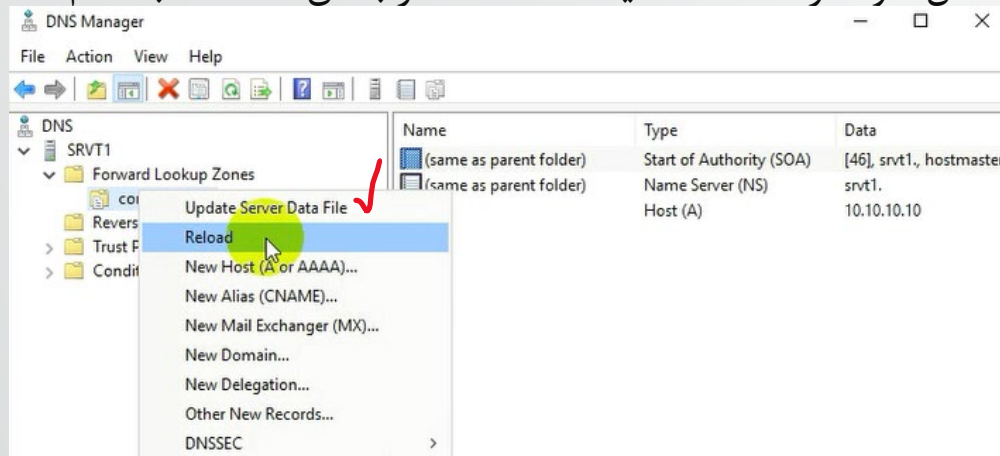 DNS Manager
File Action View Help
DNS
SRVT1
Forward Lookup Zones
Name Type Data
(same as parent folder) Start of Authority (SOA) [46], srvt1., hostmaster
(same as parent folder) Name Server (NS) srvt1.
Host (A) 10.10.10.10
Update Server Data File
Reload
New Host (A or AAAA)...
New Alias (CNAME)...
New Mail Exchanger (MX)...
New Domain...
New Delegation...
Other New Records...
DNSSEC